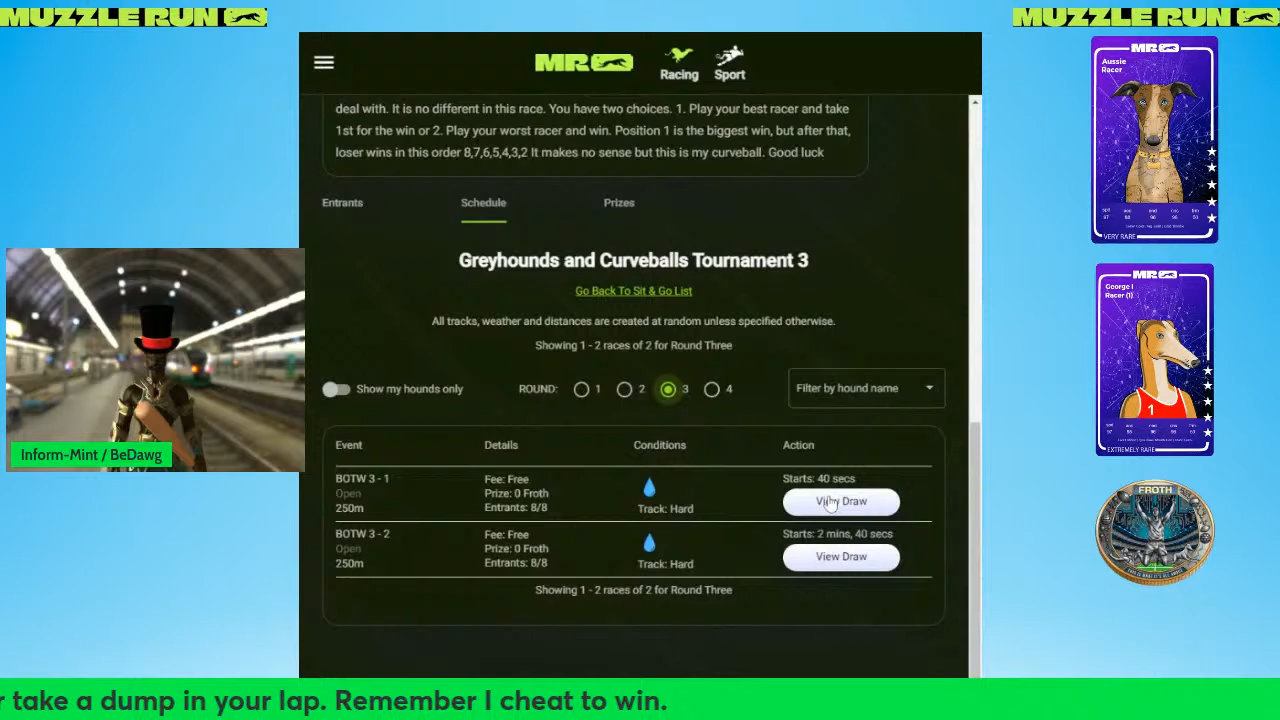 MUZZLE RUN
MUZZLE RUN
MR
Racing
Sport
deal with. It is no different in this race. You have two choices. 1. Play your best racer and take
1st for the win or 2. Play your worst racer and win. Position 1 is the biggest win, but after that,
loser wins in this order 8,7,6,5,4,3,2 It makes no sense but this is my curveball. Good luck
Entrants
Schedule
Prizes
Greyhounds and Curveballs Tournament 3
Go Back To Sit & Go List
All tracks, weather and distances are created at random unless specified otherwise.
Showing 1 - 2 races of 2 for Round Three
Show my hounds only
ROUND: 1 2 3 4
Filter by hound name
Event Details Conditions Action
BOTW 3 - 1
Open
250m
Fee: Free
Prize: 0 Froth
Entrants: 8/8
Track: Hard
Starts: 40 secs
View Draw
BOTW 3 - 2
Open
250m
Fee: Free
Prize: 0 Froth
Entrants: 8/8
Track: Hard
Starts: 2 mins, 40 secs
View Draw
Showing 1 - 2 races of 2 for Round Three
Inform-Mint / BeDawg
MR
Aussie
Racer
VERY RARE
MR
George I
Racer (1)
1
EXTREMELY RARE
FROTH
r take a dump in your lap. Remember I cheat to win.